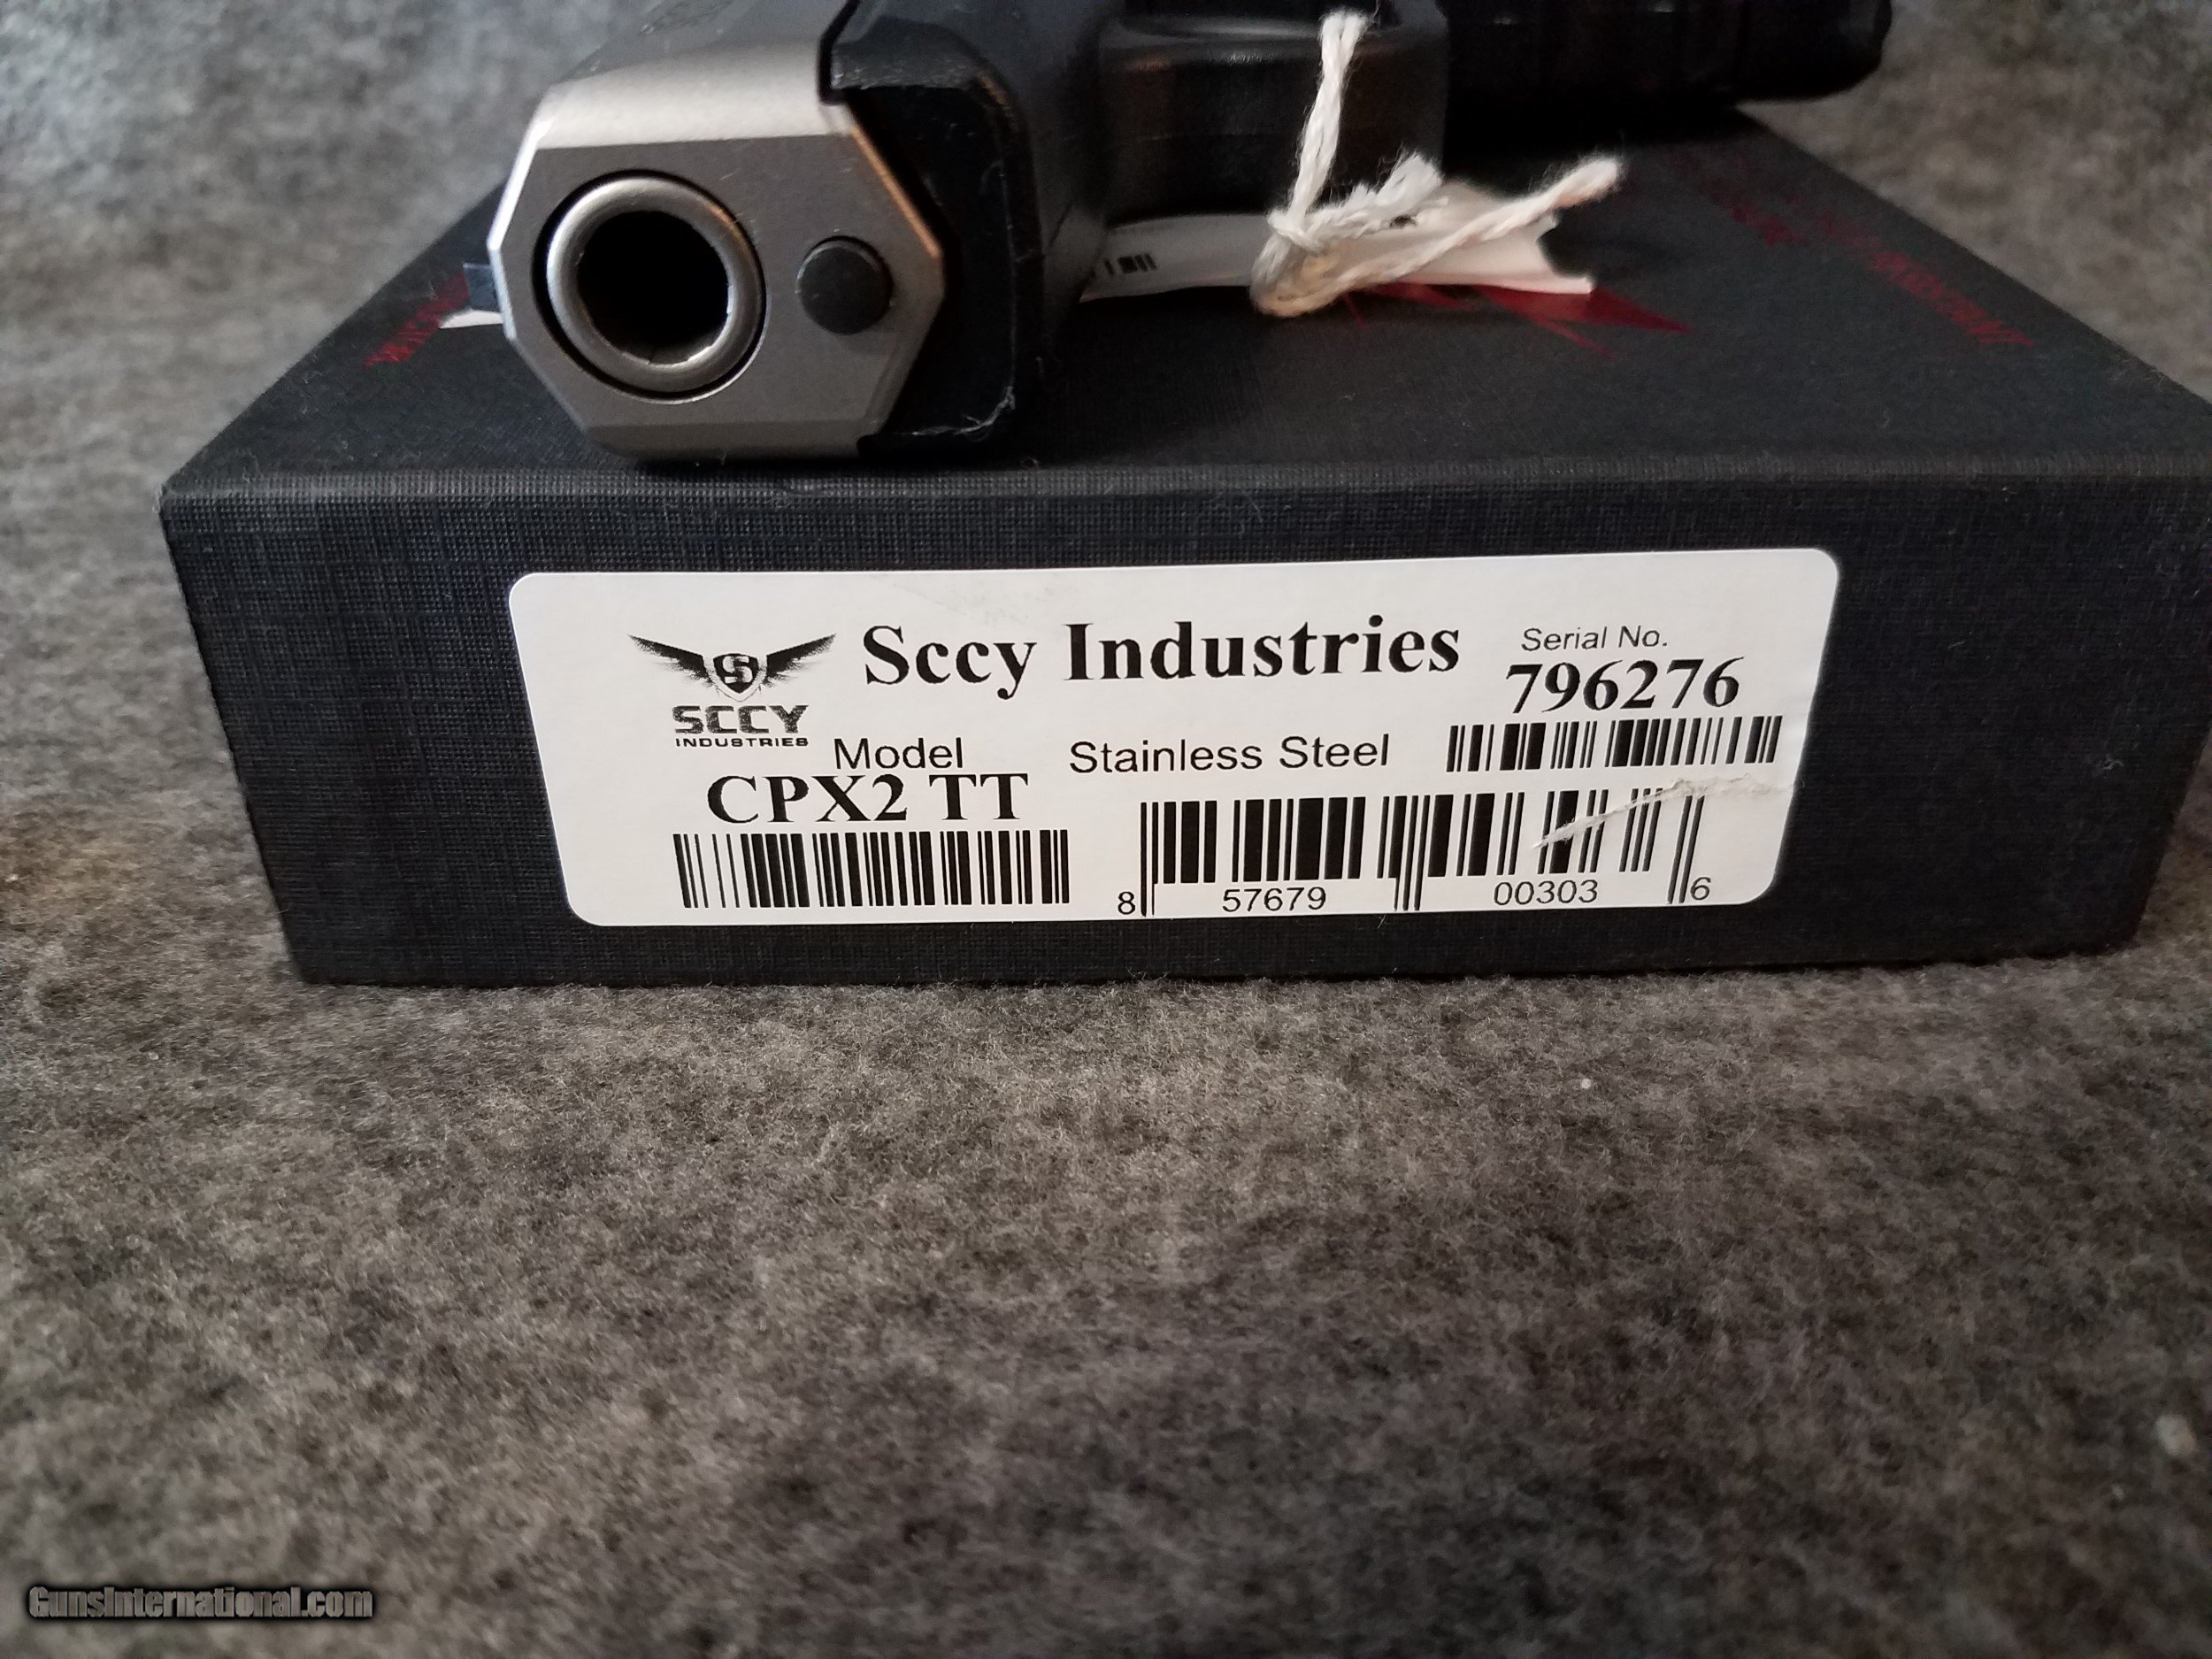 Sccy Industries
Serial No.
796276
SCCY
INDUSTRIES
Model
Stainless Steel
CPX2 TT
8 57679 00303 6
GunsInternational.com